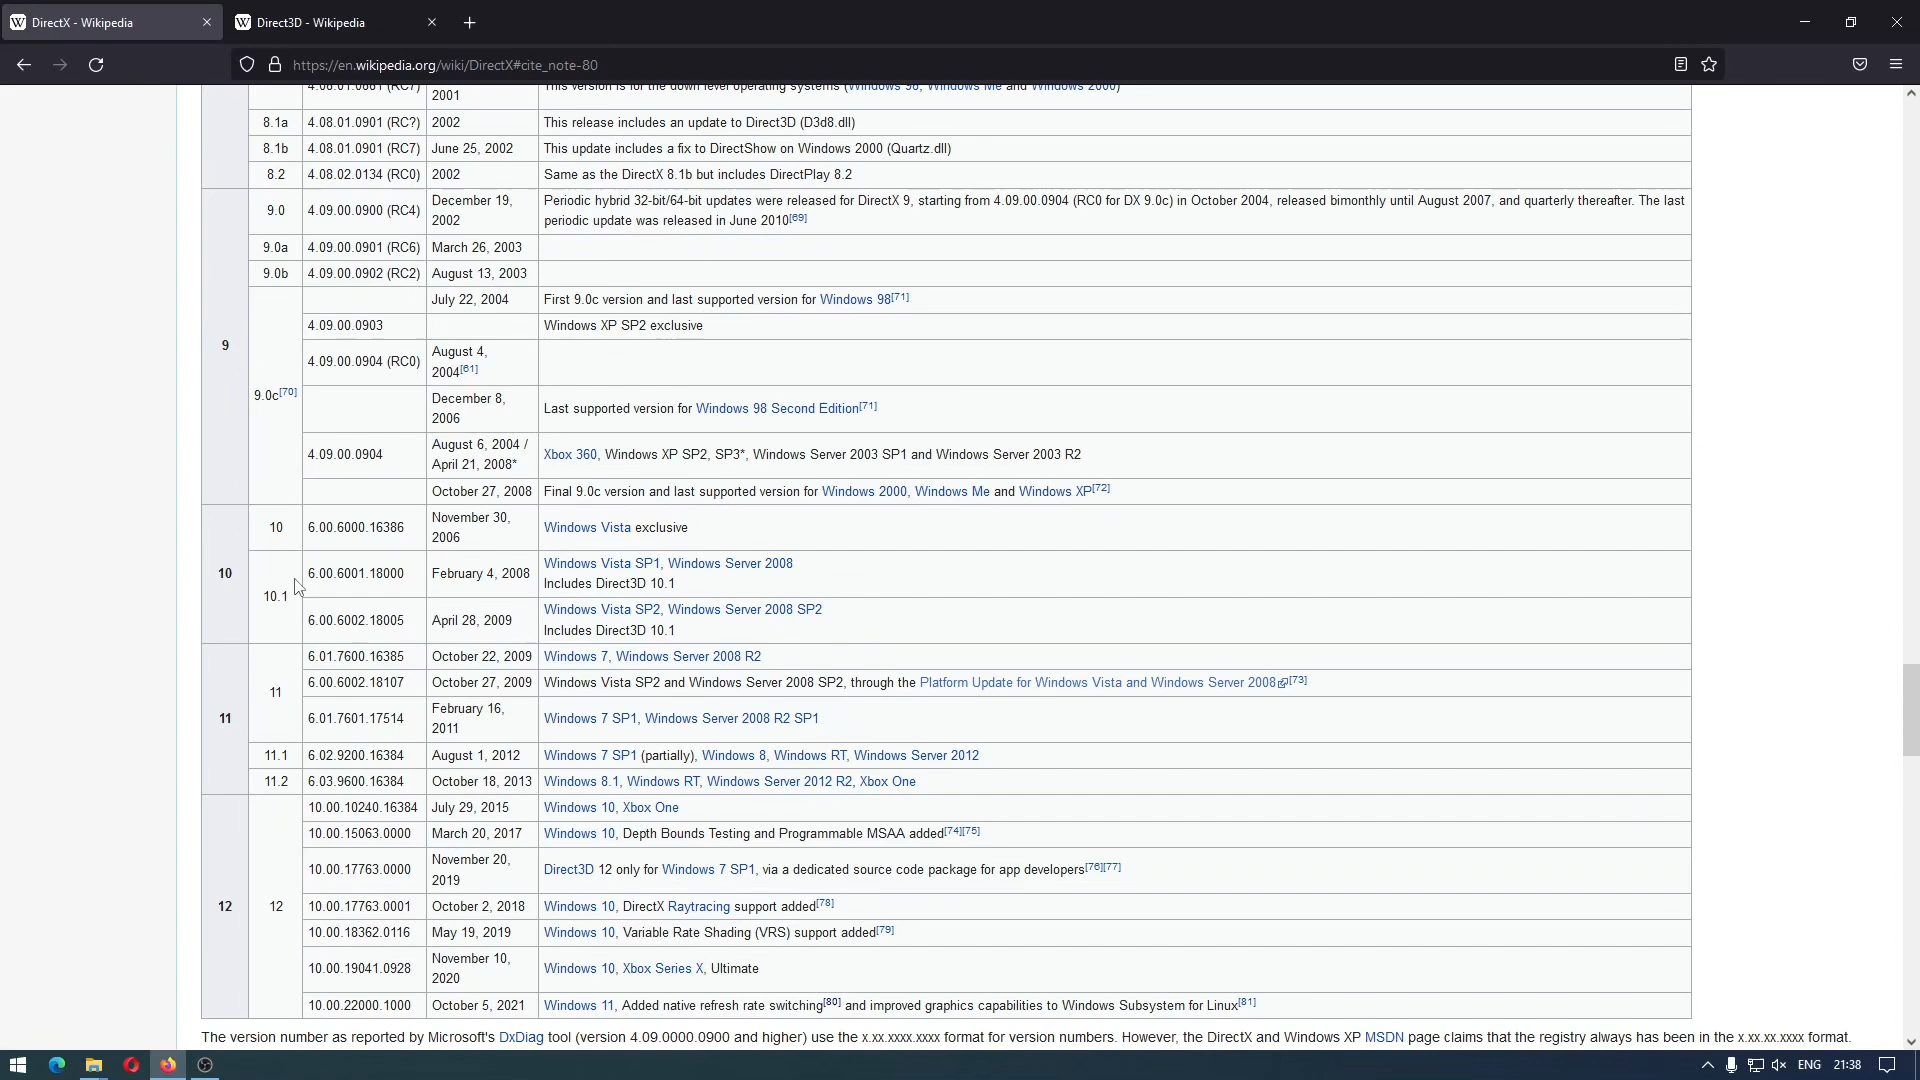 DirectX - Wikipedia
Direct3D - Wikipedia
https://en.wikipedia.org/wiki/DirectX#cite_note-80
4.08.01.0881 (RC7) 2001 This version is for the down level operating systems (Windows 98, Windows Me and Windows 2000)
8.1a 4.08.01.0901 (RC?) 2002 This release includes an update to Direct3D (D3d8.dll)
8.1b 4.08.01.0901 (RC7) June 25, 2002 This update includes a fix to DirectShow on Windows 2000 (Quartz.dll)
8.2 4.08.02.0134 (RC0) 2002 Same as the DirectX 8.1b but includes DirectPlay 8.2
9
9.0 4.09.00.0900 (RC4) December 19, 2002 Periodic hybrid 32-bit/64-bit updates were released for DirectX 9, starting from 4.09.00.0904 (RC0 for DX 9.0c) in October 2004, released bimonthly until August 2007, and quarterly thereafter. The last
periodic update was released in June 2010[69]
9.0a 4.09.00.0901 (RC6) March 26, 2003
9.0b 4.09.00.0902 (RC2) August 13, 2003
9.0c[70]
July 22, 2004 First 9.0c version and last supported version for Windows 98[71]
4.09.00.0903 Windows XP SP2 exclusive
4.09.00.0904 (RC0) August 4, 2004[61]
December 8, 2006 Last supported version for Windows 98 Second Edition[71]
4.09.00.0904 August 6, 2004 / April 21, 2008* Xbox 360, Windows XP SP2, SP3*, Windows Server 2003 SP1 and Windows Server 2003 R2
October 27, 2008 Final 9.0c version and last supported version for Windows 2000, Windows Me and Windows XP[72]
10
10 6.00.6000.16386 November 30, 2006 Windows Vista exclusive
10.1
6.00.6001.18000 February 4, 2008 Windows Vista SP1, Windows Server 2008
Includes Direct3D 10.1
6.00.6002.18005 April 28, 2009 Windows Vista SP2, Windows Server 2008 SP2
Includes Direct3D 10.1
11
11
6.01.7600.16385 October 22, 2009 Windows 7, Windows Server 2008 R2
6.00.6002.18107 October 27, 2009 Windows Vista SP2 and Windows Server 2008 SP2, through the Platform Update for Windows Vista and Windows Server 2008[73]
6.01.7601.17514 February 16, 2011 Windows 7 SP1, Windows Server 2008 R2 SP1
11.1 6.02.9200.16384 August 1, 2012 Windows 7 SP1 (partially), Windows 8, Windows RT, Windows Server 2012
11.2 6.03.9600.16384 October 18, 2013 Windows 8.1, Windows RT, Windows Server 2012 R2, Xbox One
12
12
10.00.10240.16384 July 29, 2015 Windows 10, Xbox One
10.00.15063.0000 March 20, 2017 Windows 10, Depth Bounds Testing and Programmable MSAA added[74][75]
10.00.17763.0000 November 20, 2019 Direct3D 12 only for Windows 7 SP1, via a dedicated source code package for app developers[76][77]
10.00.17763.0001 October 2, 2018 Windows 10, DirectX Raytracing support added[78]
10.00.18362.0116 May 19, 2019 Windows 10, Variable Rate Shading (VRS) support added[79]
10.00.19041.0928 November 10, 2020 Windows 10, Xbox Series X, Ultimate
10.00.22000.1000 October 5, 2021 Windows 11, Added native refresh rate switching[80] and improved graphics capabilities to Windows Subsystem for Linux[81]
The version number as reported by Microsoft's DxDiag tool (version 4.09.0000.0900 and higher) use the x.xx.xxxx.xxxx format for version numbers. However, the DirectX and Windows XP MSDN page claims that the registry always has been in the x.xx.xx.xxxx format.
ENG 21:38